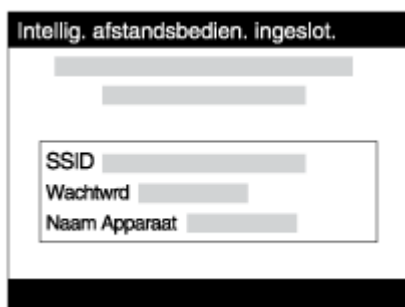 Intellig. afstandsbedien. ingeslot.
SSID
Wachtwrd
Naam Apparaat